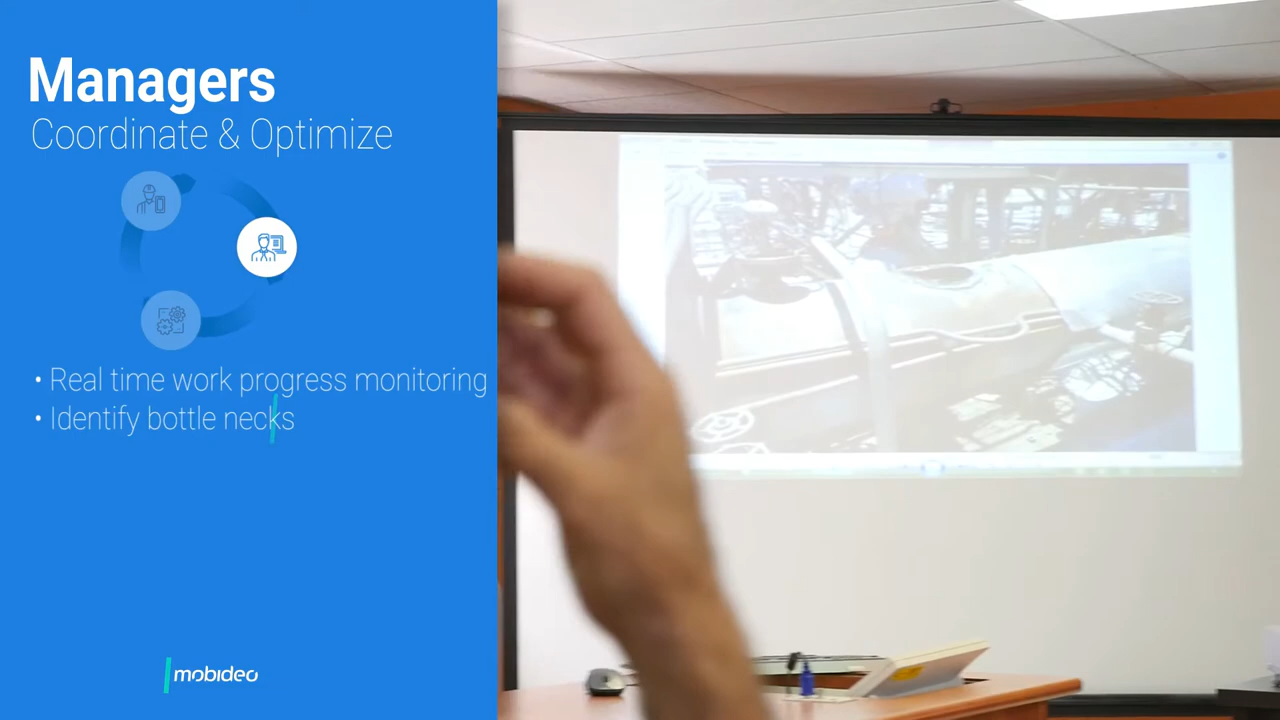 Managers
Coordinate & Optimize
• Real time work progress monitoring
• Identify bottle necks
mobideo